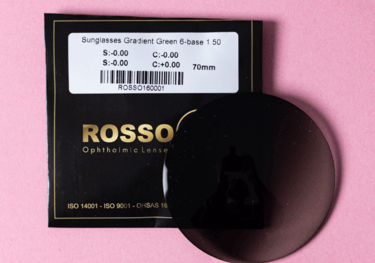 Sunglasses Gradient Green 6-base 1 50
S:-0.00 C:-0.00
S:-0.00 C:+0.00 70mm
ROSSO160001
ROSSO
Ophthalmic Lense
ISO 14001 - ISO 9001 - OHSAS 18